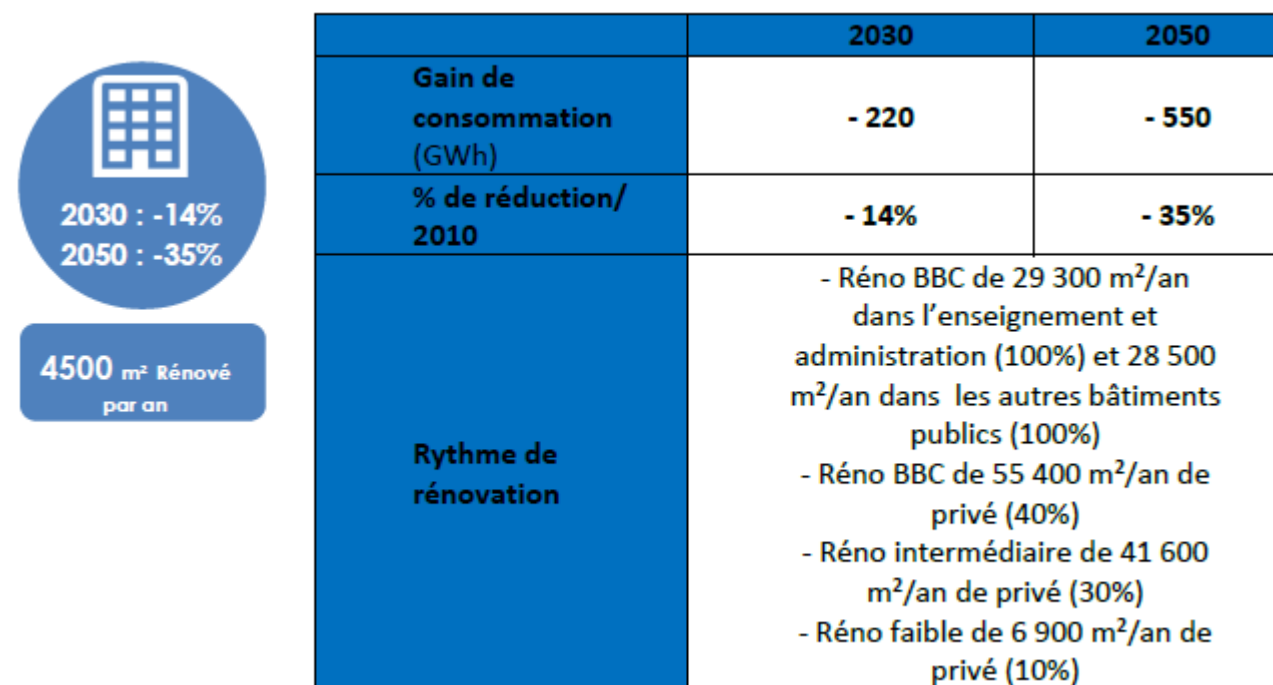 2030 : -14%
2050 : -35%
4500 m² Rénové
par an
2030 2050
Gain de
consommation
(GWh)
- 220 - 550
% de réduction/
2010
- 14% - 35%
Rythme de
rénovation
- Réno BBC de 29 300 m²/an
dans l’enseignement et
administration (100%) et 28 500
m²/an dans les autres bâtiments
publics (100%)
- Réno BBC de 55 400 m²/an de
privé (40%)
- Réno intermédiaire de 41 600
m²/an de privé (30%)
- Réno faible de 6 900 m²/an de
privé (10%)